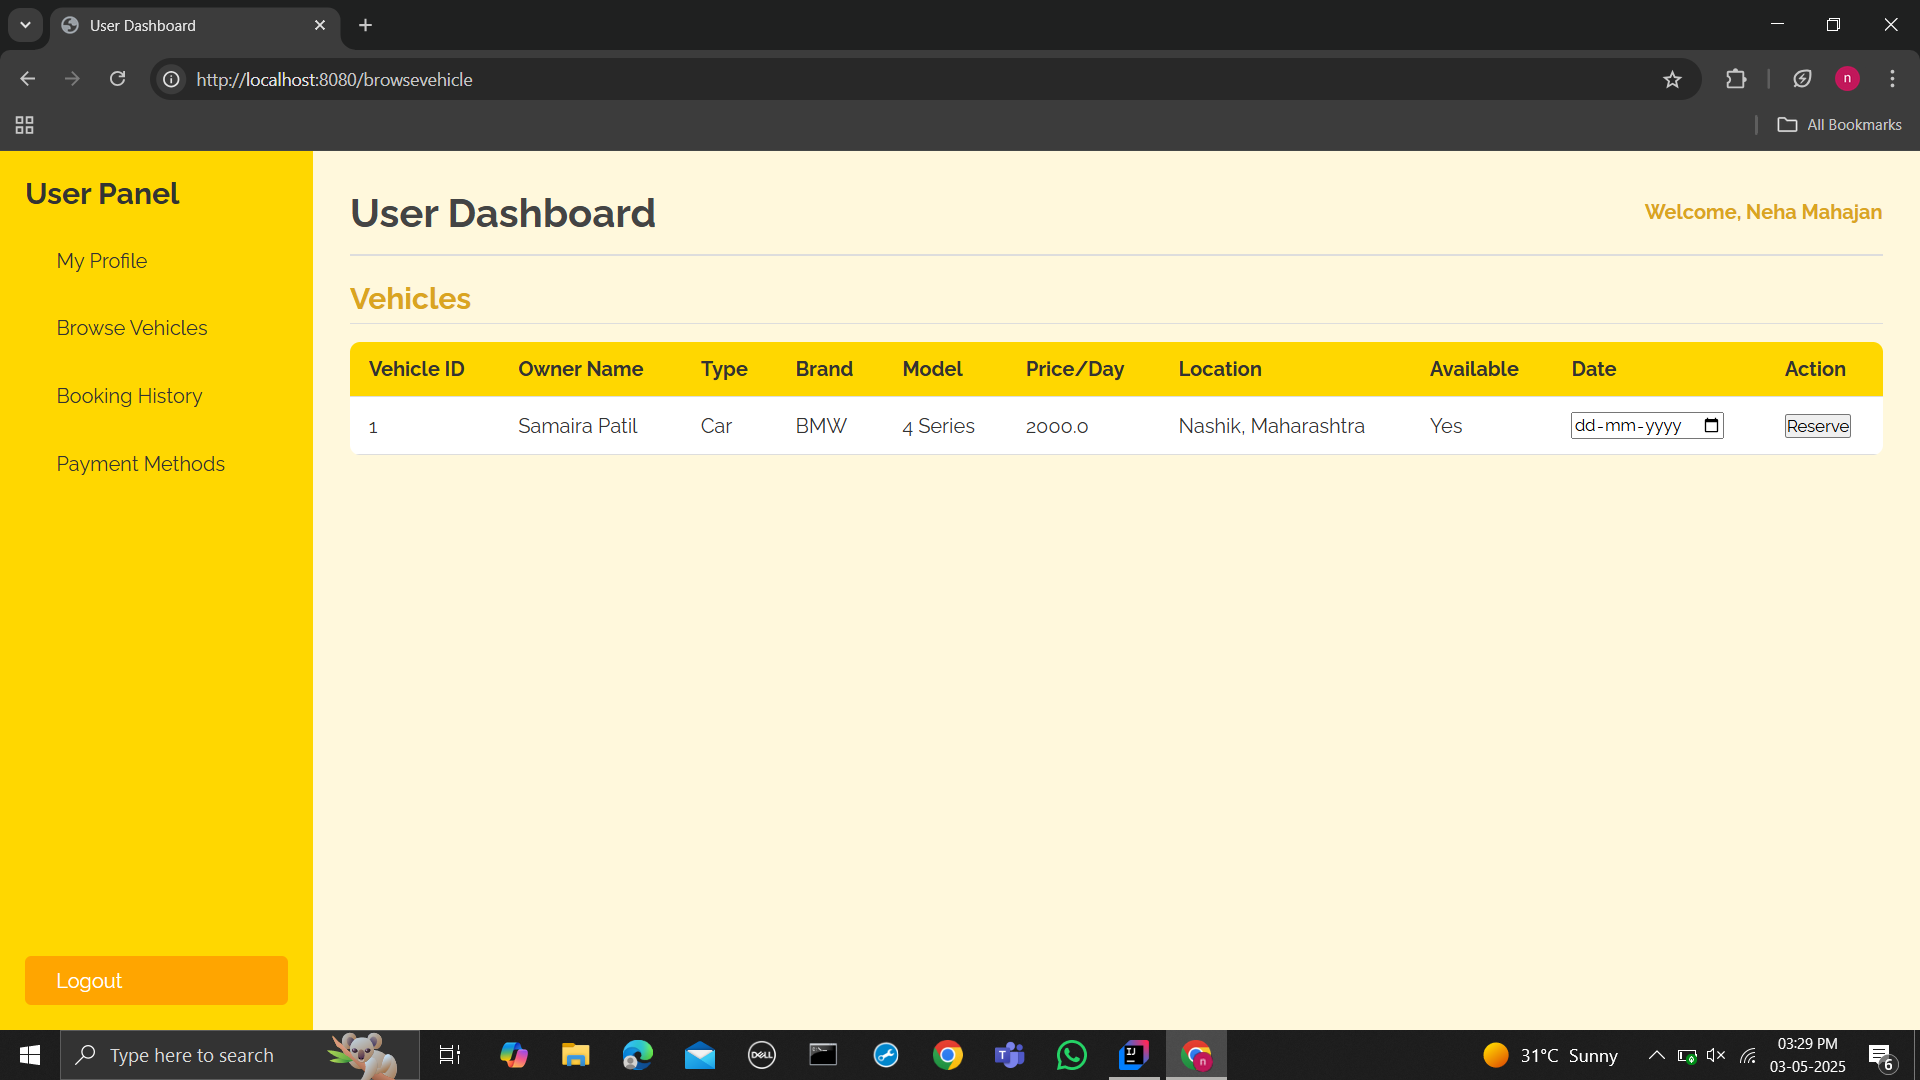 User Dashboard
http://localhost:8080/browsevehicle
n
All Bookmarks
User Panel
My Profile
Browse Vehicles
Booking History
Payment Methods
Logout
User Dashboard
Welcome, Neha Mahajan
Vehicles
Vehicle ID Owner Name Type Brand Model Price/Day Location Available Date Action
1 Samaira Patil Car BMW 4 Series 2000.0 Nashik, Maharashtra Yes dd-mm-yyyy Reserve
Type here to search
DELL
T
IJ
n
31°C Sunny
03:29 PM
03-05-2025
6